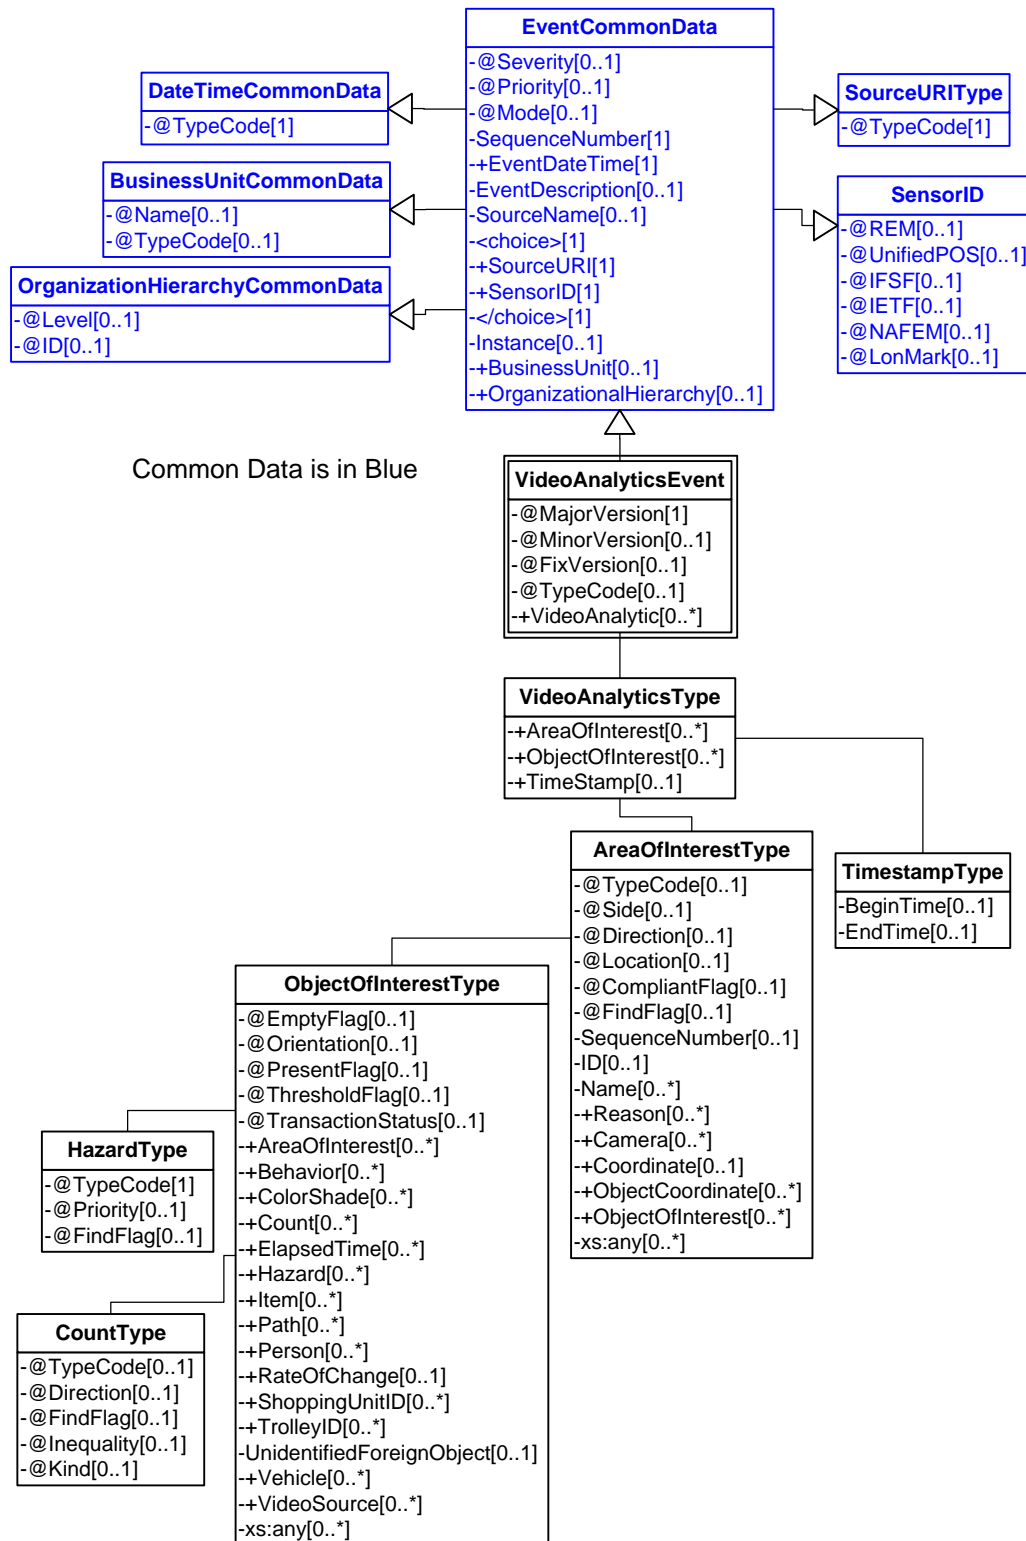 EventCommonData
-@Severity[0..1]
-@Priority[0..1]
-@Mode[0..1]
-SequenceNumber[1]
-+EventDateTime[1]
-EventDescription[0..1]
-SourceName[0..1]
-<choice>[1]
-+SourceURI[1]
-+SensorID[1]
-</choice>[1]
-Instance[0..1]
-+BusinessUnit[0..1]
-+OrganizationalHierarchy[0..1]
DateTimeCommonData
-@TypeCode[1]
BusinessUnitCommonData
-@Name[0..1]
-@TypeCode[0..1]
OrganizationHierarchyCommonData
-@Level[0..1]
-@ID[0..1]
SourceURIType
-@TypeCode[1]
SensorID
-@REM[0..1]
-@UnifiedPOS[0..1]
-@IFSF[0..1]
-@IETF[0..1]
-@NAFEM[0..1]
-@LonMark[0..1]
Common Data is in Blue
VideoAnalyticsEvent
-@MajorVersion[1]
-@MinorVersion[0..1]
-@FixVersion[0..1]
-@TypeCode[0..1]
-+VideoAnalytic[0..*]
VideoAnalyticsType
-+AreaOfInterest[0..*]
-+ObjectOfInterest[0..*]
-+TimeStamp[0..1]
AreaOfInterestType
-@TypeCode[0..1]
-@Side[0..1]
-@Direction[0..1]
-@Location[0..1]
-@CompliantFlag[0..1]
-@FindFlag[0..1]
-SequenceNumber[0..1]
-ID[0..1]
-Name[0..*]
-+Reason[0..*]
-+Camera[0..*]
-+Coordinate[0..1]
-+ObjectCoordinate[0..*]
-+ObjectOfInterest[0..*]
-xs:any[0..*]
TimestampType
-BeginTime[0..1]
-EndTime[0..1]
ObjectOfInterestType
-@EmptyFlag[0..1]
-@Orientation[0..1]
-@PresentFlag[0..1]
-@ThresholdFlag[0..1]
-@TransactionStatus[0..1]
-+AreaOfInterest[0..*]
-+Behavior[0..*]
-+ColorShade[0..*]
-+Count[0..*]
-+ElapsedTime[0..*]
-+Hazard[0..*]
-+Item[0..*]
-+Path[0..*]
-+Person[0..*]
-+RateOfChange[0..1]
-+ShoppingUnitID[0..*]
-+TrolleyID[0..*]
-UnidentifiedForeignObject[0..1]
-+Vehicle[0..*]
-+VideoSource[0..*]
-xs:any[0..*]
HazardType
-@TypeCode[1]
-@Priority[0..1]
-@FindFlag[0..1]
CountType
-@TypeCode[0..1]
-@Direction[0..1]
-@FindFlag[0..1]
-@Inequality[0..1]
-@Kind[0..1]